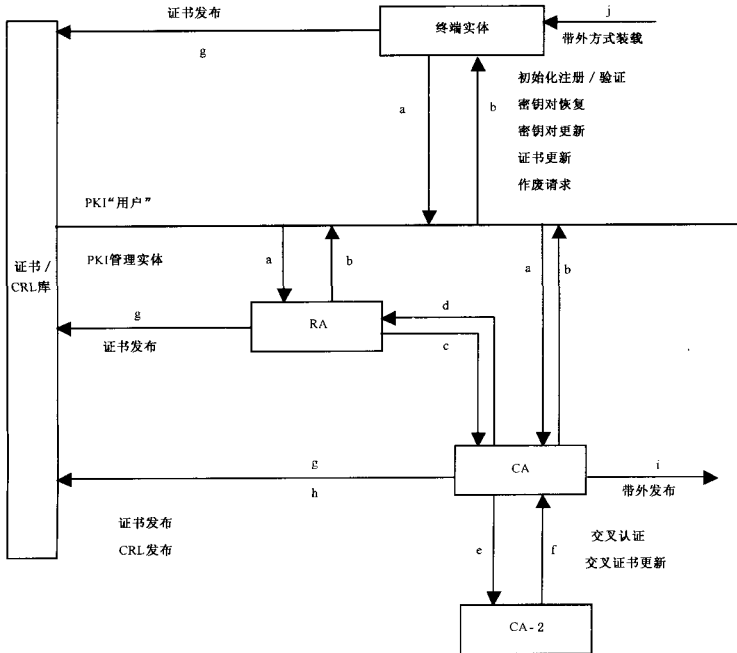 证书发布
终端实体
j
带外方式装载
g
初始化注册 / 验证
a
b
密钥对恢复
密钥对更新
证书更新
作废请求
PKI“用户”
PKI管理实体
证书 /
CRL库
a
b
a
b
g
RA
d
证书发布
c
g
CA
i
h
带外发布
证书发布
CRL发布
e
f
交叉认证
交叉证书更新
CA-2